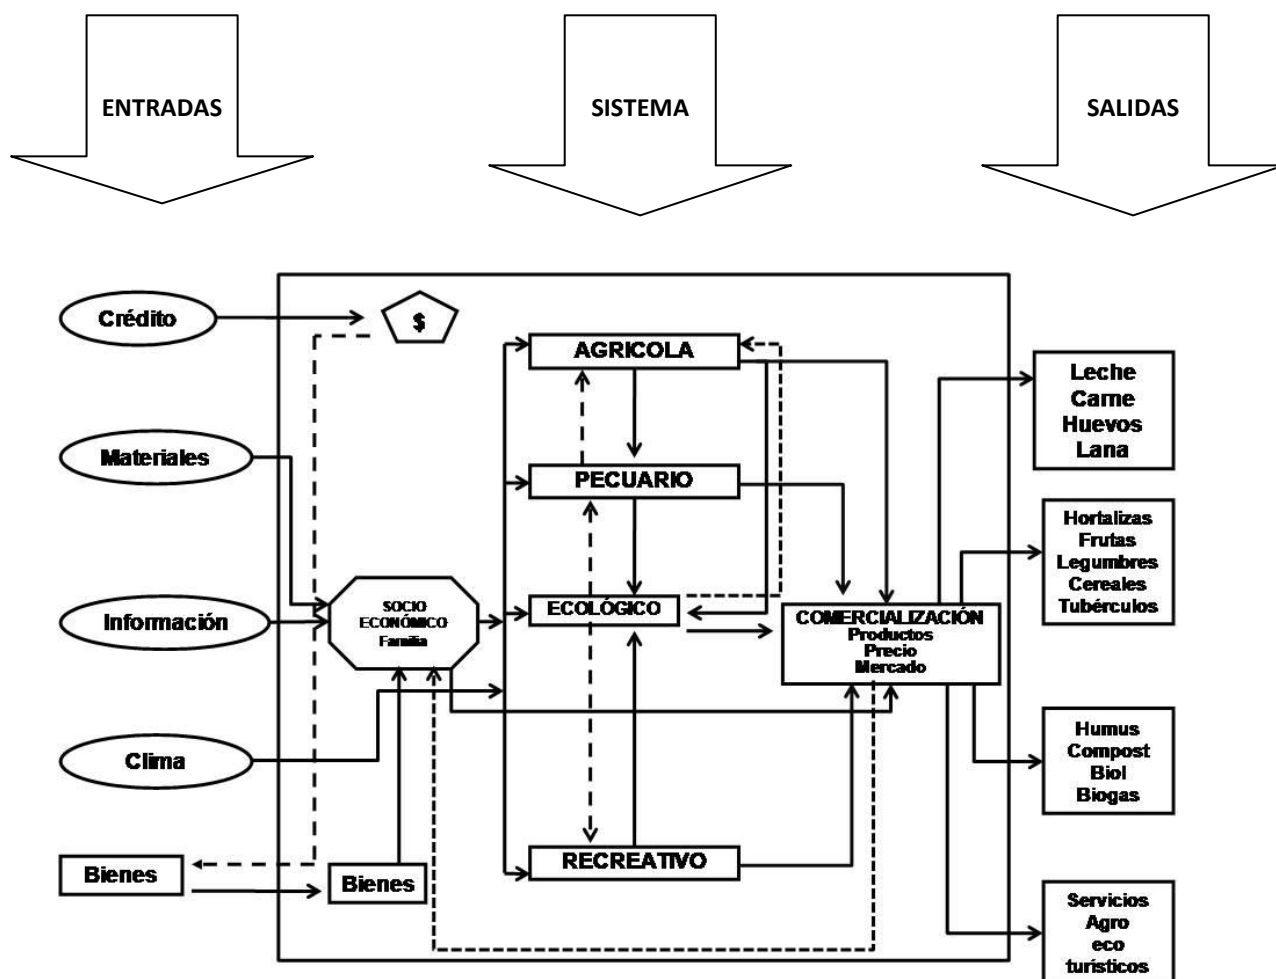 ENTRADAS
SISTEMA
SALIDAS
Crédito
$
AGRICOLA
Leche
Carne
Huevos
Lana
Materiales
PECUARIO
Hortalizas
Frutas
Legumbres
Cereales
Tubérculos
Información
SOCIO
ECONÓMICO
Familia
ECOLÓGICO
COMERCIALIZACIÓN
Productos
Precio
Mercado
Clima
Humus
Compost
Biol
Biogas
Bienes
Bienes
RECREATIVO
Servicios
Agro
eco
turísticos